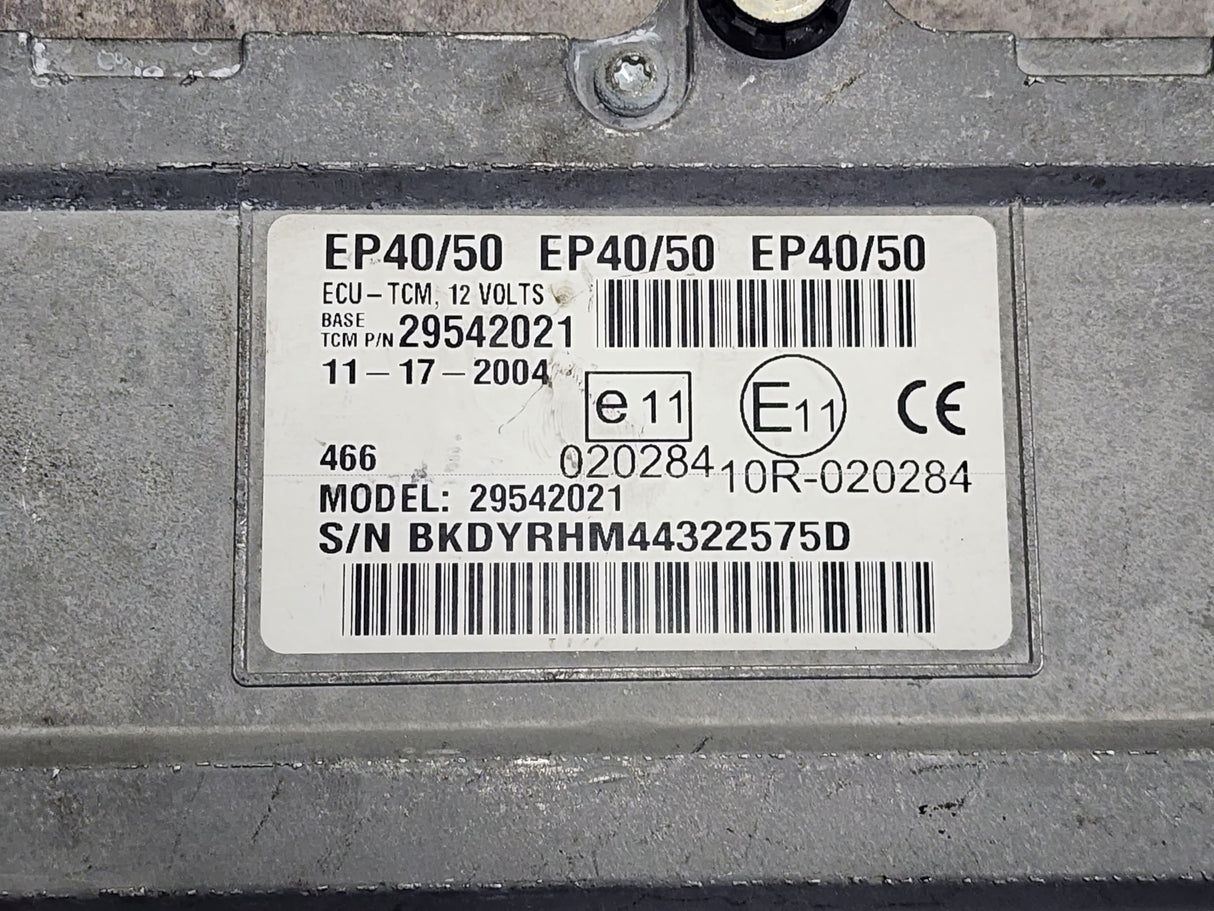 EP40/50 EP40/50 EP40/50
ECU – TCM, 12 VOLTS
BASE
TCM P/N 29542021
11 – 17 – 2004
e 11
E11
CE
466
020284
10R-020284
MODEL: 29542021
S/N BKDYRHM44322575D